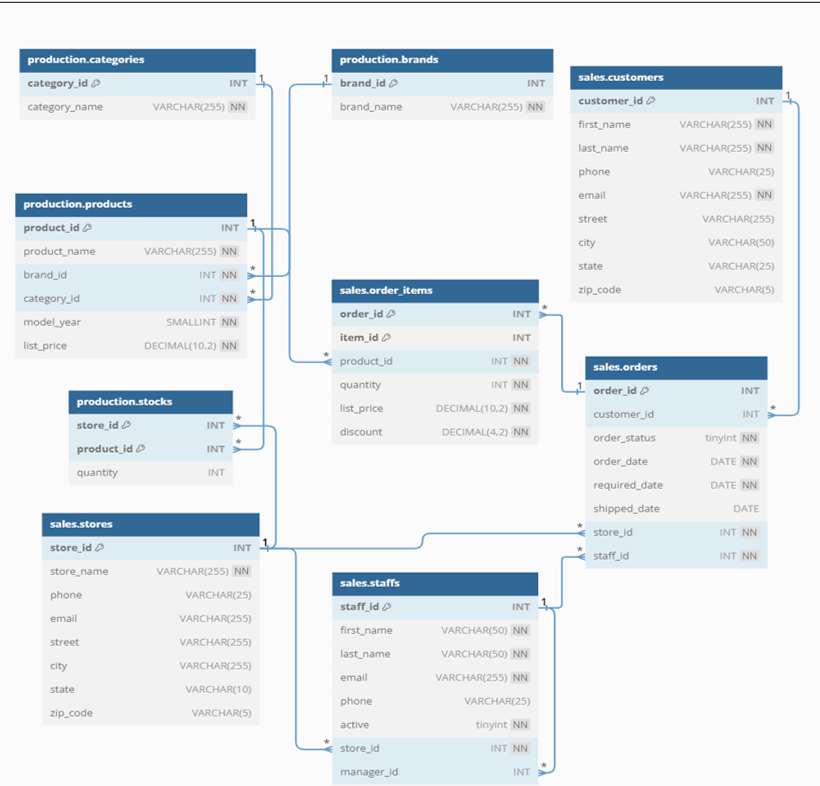 production.categories
category_id INT
category_name VARCHAR(255) NN
production.brands
brand_id INT
brand_name VARCHAR(255) NN
sales.customers
customer_id INT
first_name VARCHAR(255) NN
last_name VARCHAR(255) NN
phone VARCHAR(25)
email VARCHAR(255) NN
street VARCHAR(255)
city VARCHAR(50)
state VARCHAR(25)
zip_code VARCHAR(5)
production.products
product_id INT
product_name VARCHAR(255) NN
brand_id INT NN
category_id INT NN
model_year SMALLINT NN
list_price DECIMAL(10,2) NN
sales.order_items
order_id INT
item_id INT
product_id INT NN
quantity INT NN
list_price DECIMAL(10,2) NN
discount DECIMAL(4,2) NN
sales.orders
order_id INT
customer_id INT
order_status tinyint NN
order_date DATE NN
required_date DATE NN
shipped_date DATE
store_id INT NN
staff_id INT NN
production.stocks
store_id INT
product_id INT
quantity INT
sales.stores
store_id INT
store_name VARCHAR(255) NN
phone VARCHAR(25)
email VARCHAR(255)
street VARCHAR(255)
city VARCHAR(255)
state VARCHAR(10)
zip_code VARCHAR(5)
sales.staffs
staff_id INT
first_name VARCHAR(50) NN
last_name VARCHAR(50) NN
email VARCHAR(255) NN
phone VARCHAR(25)
active tinyint NN
store_id INT NN
manager_id INT
1
1
1
1
*
*
*
*
1
*
*
*
1
*
*
1
*
*